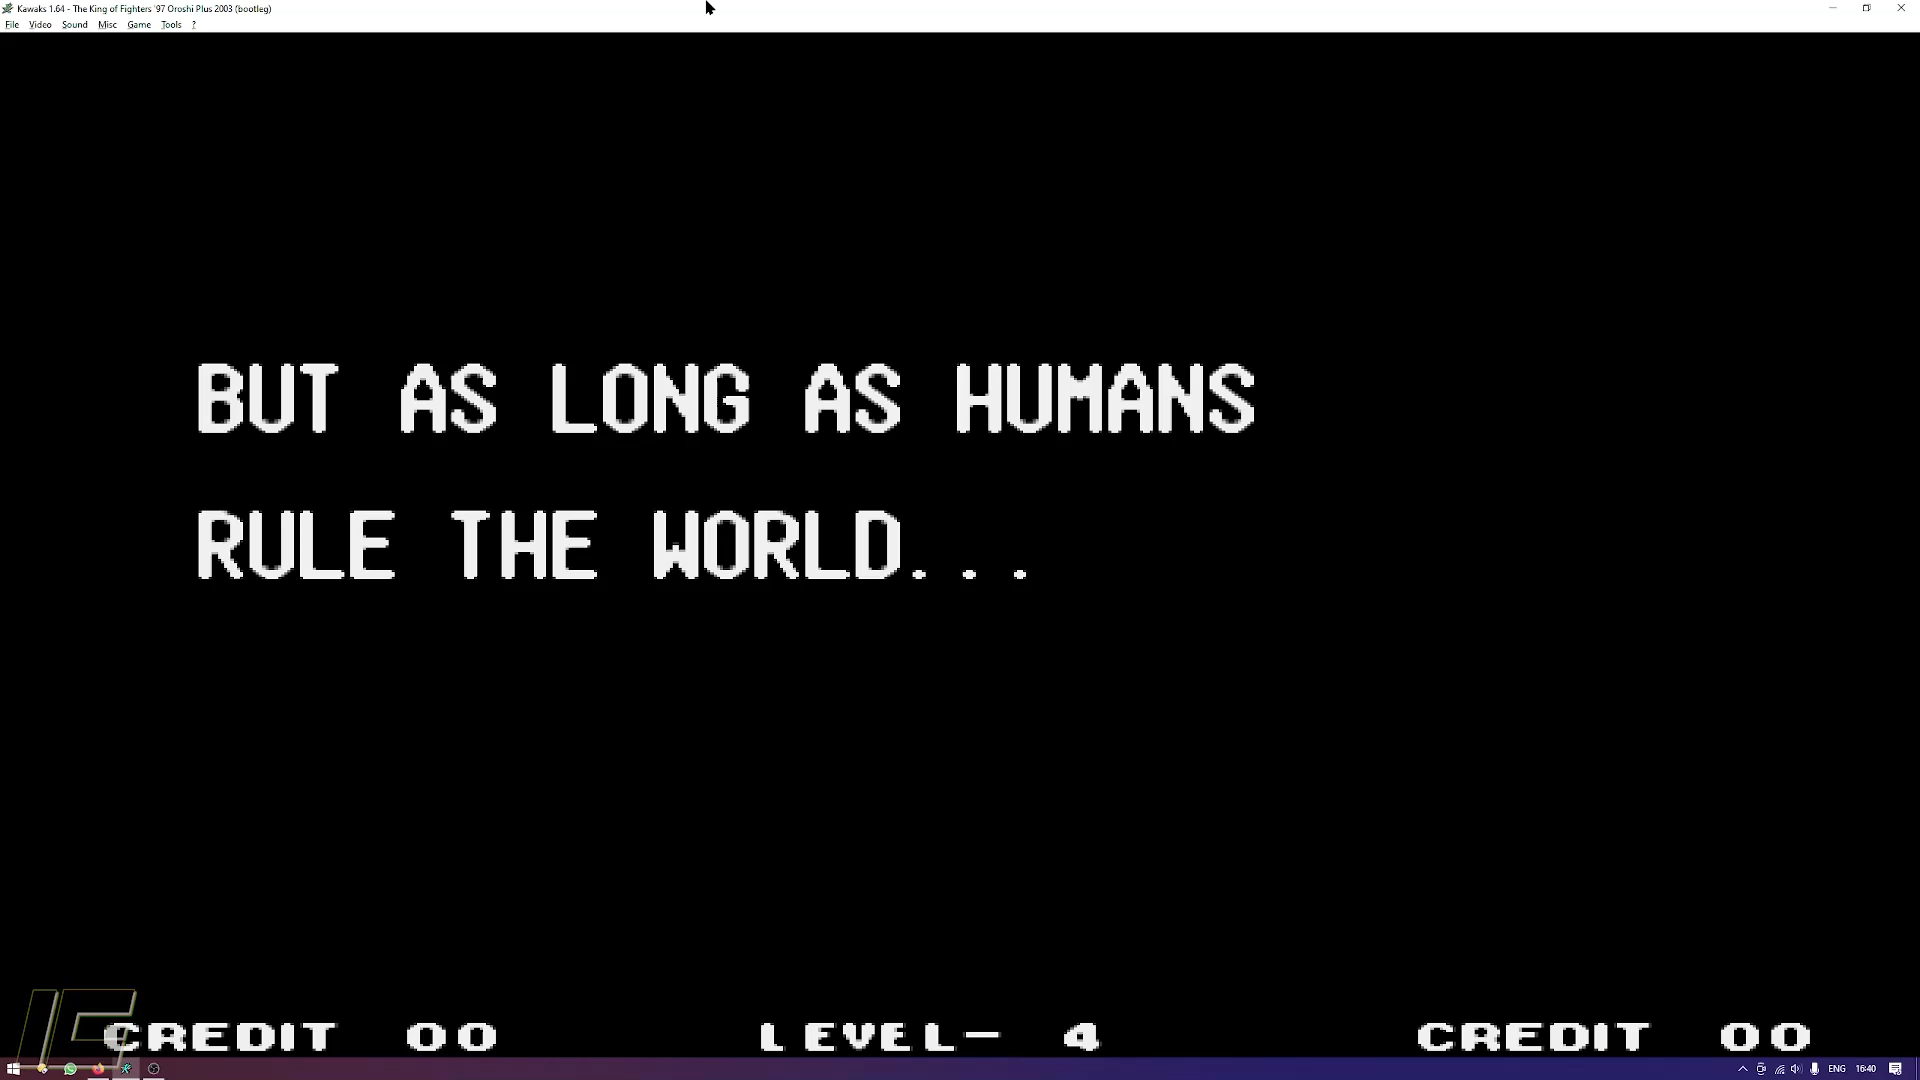 Kawaks 1.64 - The King of Fighters '97 Oroshi Plus 2003 (bootleg)
File Video Sound Misc Game Tools ?
BUT AS LONG AS HUMANS
RULE THE WORLD...
CREDIT 00 LEVEL- 4 CREDIT 00
ENG 16:40